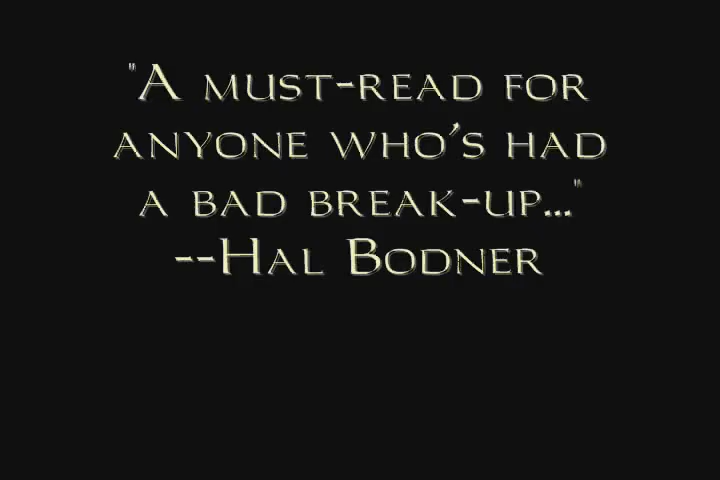 "A must-read for
anyone who's had
a bad break-up..."
--Hal Bodner